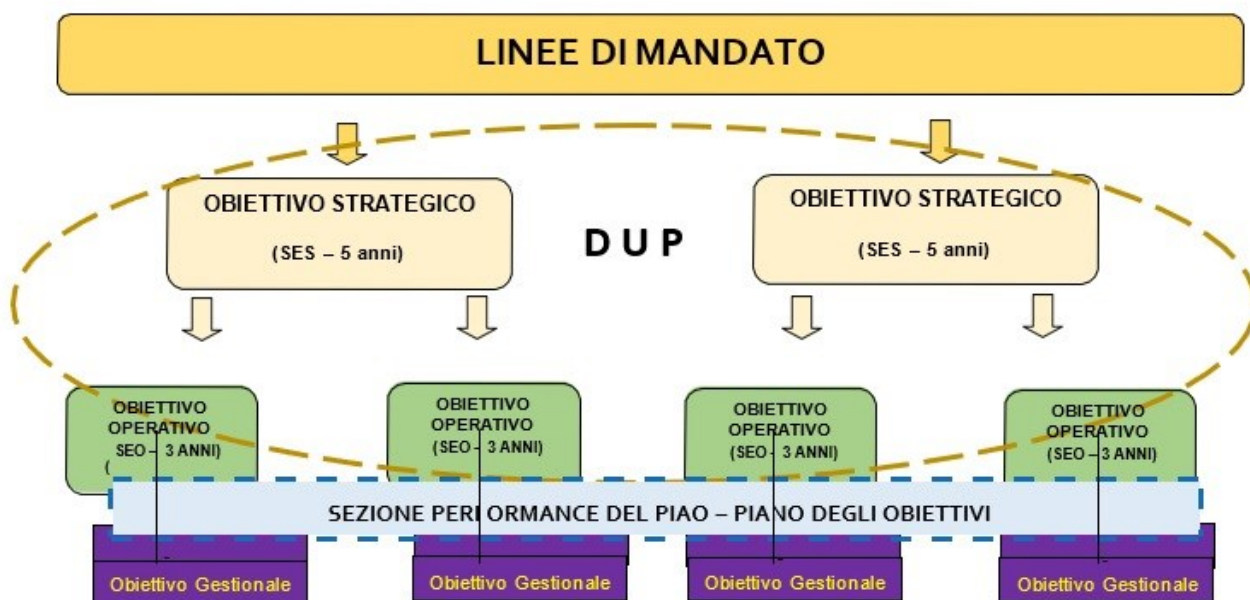 LINEE DI MANDATO
OBIETTIVO STRATEGICO
(SES – 5 anni)
OBIETTIVO STRATEGICO
(SES – 5 anni)
D U P
OBIETTIVO
OPERATIVO
SEO – 3 ANNI)
(
OBIETTIVO
OPERATIVO
(SEO – 3 ANNI)
OBIETTIVO
OPERATIVO
(SEO – 3 ANNI)
OBIETTIVO
OPERATIVO
(SEO – 3 ANNI)
SEZIONE PERFORMANCE DEL PIAO – PIANO DEGLI OBIETTIVI
Obiettivo Gestionale
Obiettivo Gestionale
Obiettivo Gestionale
Obiettivo Gestionale